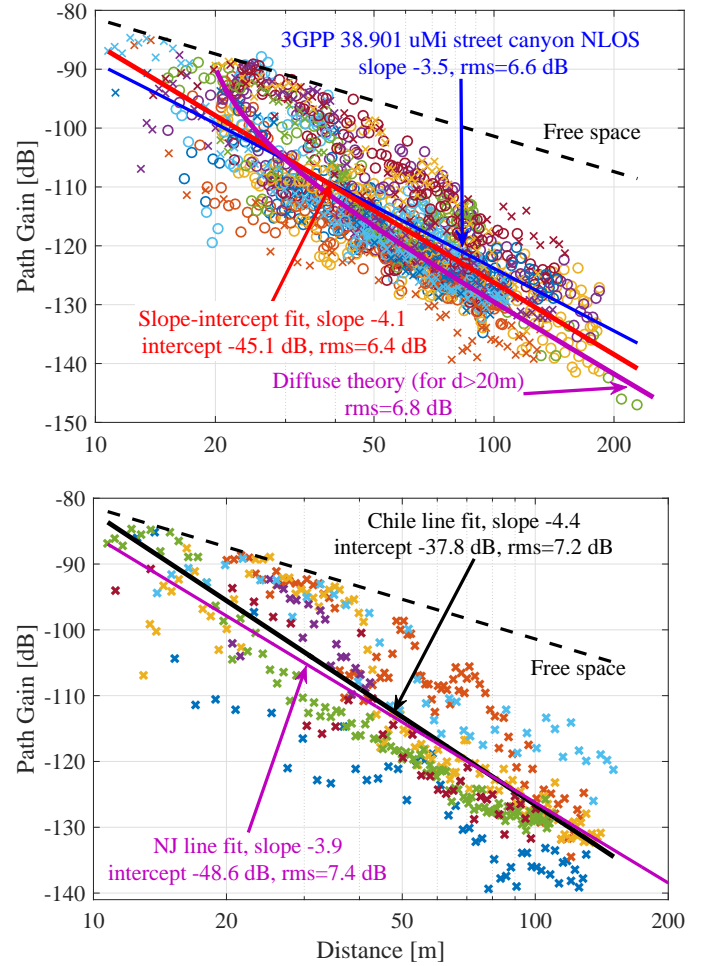 -80
3GPP 38.901 uMi street canyon NLOS
slope -3.5, rms=6.6 dB
-90
-100
Free space
-110
-120
-130
Slope-intercept fit, slope -4.1
intercept -45.1 dB, rms=6.4 dB
-140
Diffuse theory (for d>20m)
rms=6.8 dB
-150
Path Gain [dB]
10
20
50
100
200
-80
Chile line fit, slope -4.4
intercept -37.8 dB, rms=7.2 dB
-90
-100
Free space
-110
-120
-130
NJ line fit, slope -3.9
intercept -48.6 dB, rms=7.4 dB
-140
Path Gain [dB]
10
20
50
100
200
Distance [m]